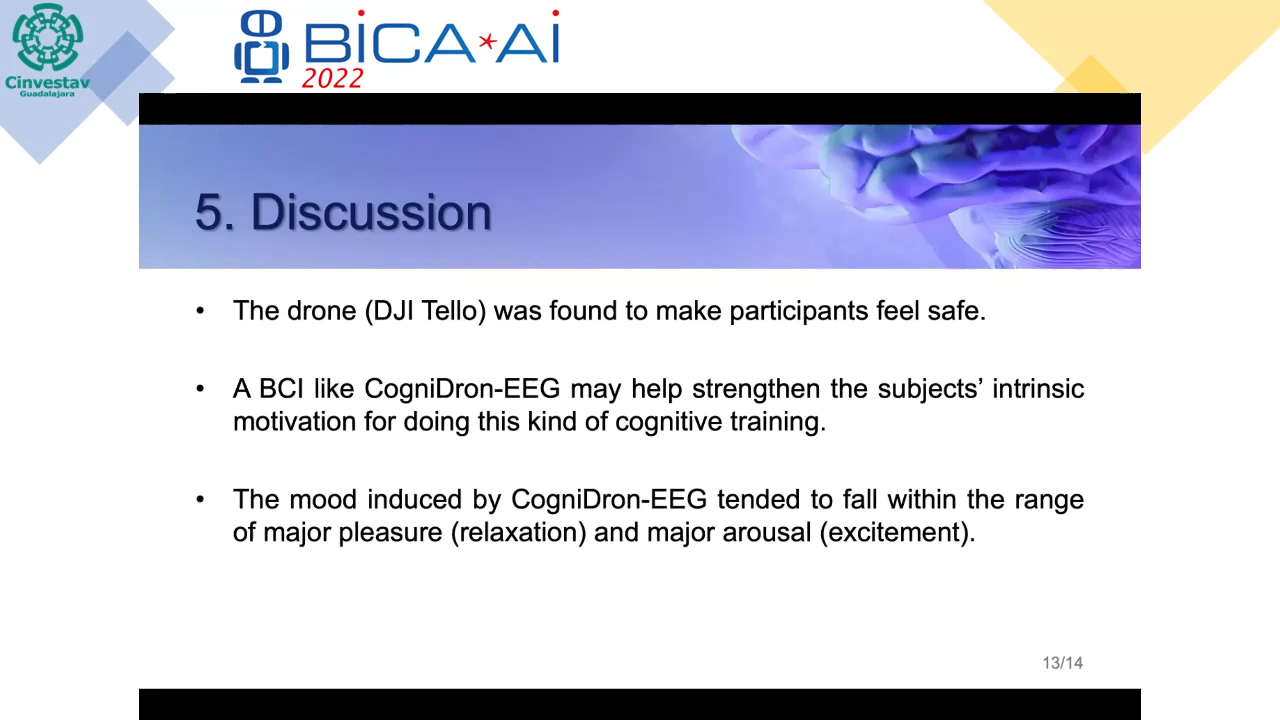 Cinvestav
Guadalajara
BiCA*Ai
2022
5. Discussion
• The drone (DJI Tello) was found to make participants feel safe.
• A BCI like CogniDron-EEG may help strengthen the subjects’ intrinsic
motivation for doing this kind of cognitive training.
• The mood induced by CogniDron-EEG tended to fall within the range
of major pleasure (relaxation) and major arousal (excitement).
13/14